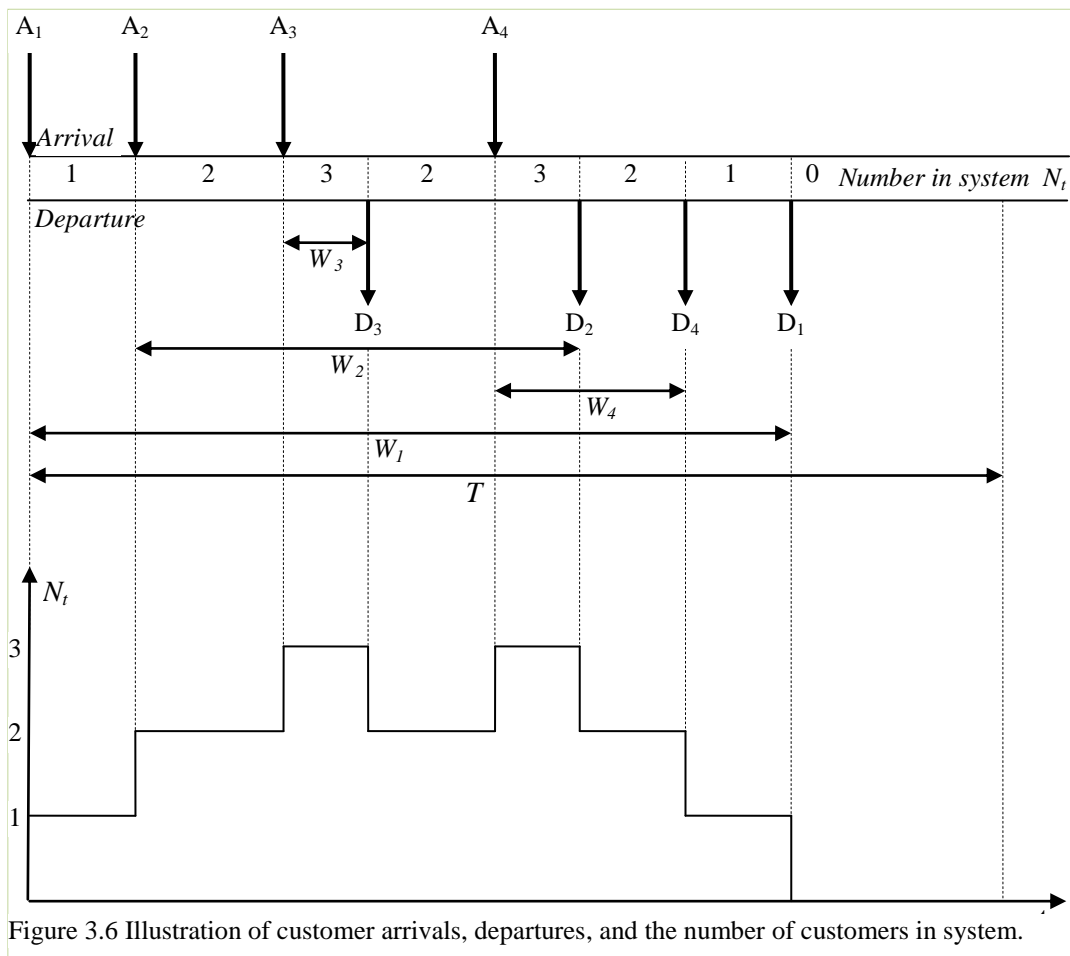 A₁ A₂ A₃ A₄
Arrival
1 2 3 2 3 2 1 0 Number in system Nₜ
Departure
W₃
D₃ D₂ D₄ D₁
W₂
W₄
W₁
T
Nₜ
3
2
1
Figure 3.6 Illustration of customer arrivals, departures, and the number of customers in system.